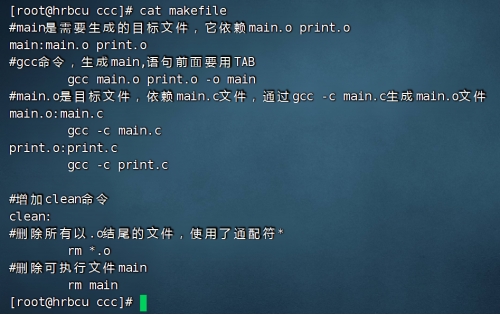 [root@hrbcu ccc]# cat makefile
#main是需要生成的目标文件，它依赖main.o print.o
main:main.o print.o
#gcc命令，生成main,语句前面要用TAB
        gcc main.o print.o -o main
#main.o是目标文件，依赖main.c文件，通过gcc -c main.c生成main.o文件
main.o:main.c
        gcc -c main.c
print.o:print.c
        gcc -c print.c

#增加clean命令
clean:
#删除所有以.o结尾的文件，使用了通配符*
        rm *.o
#删除可执行文件main
        rm main
[root@hrbcu ccc]#